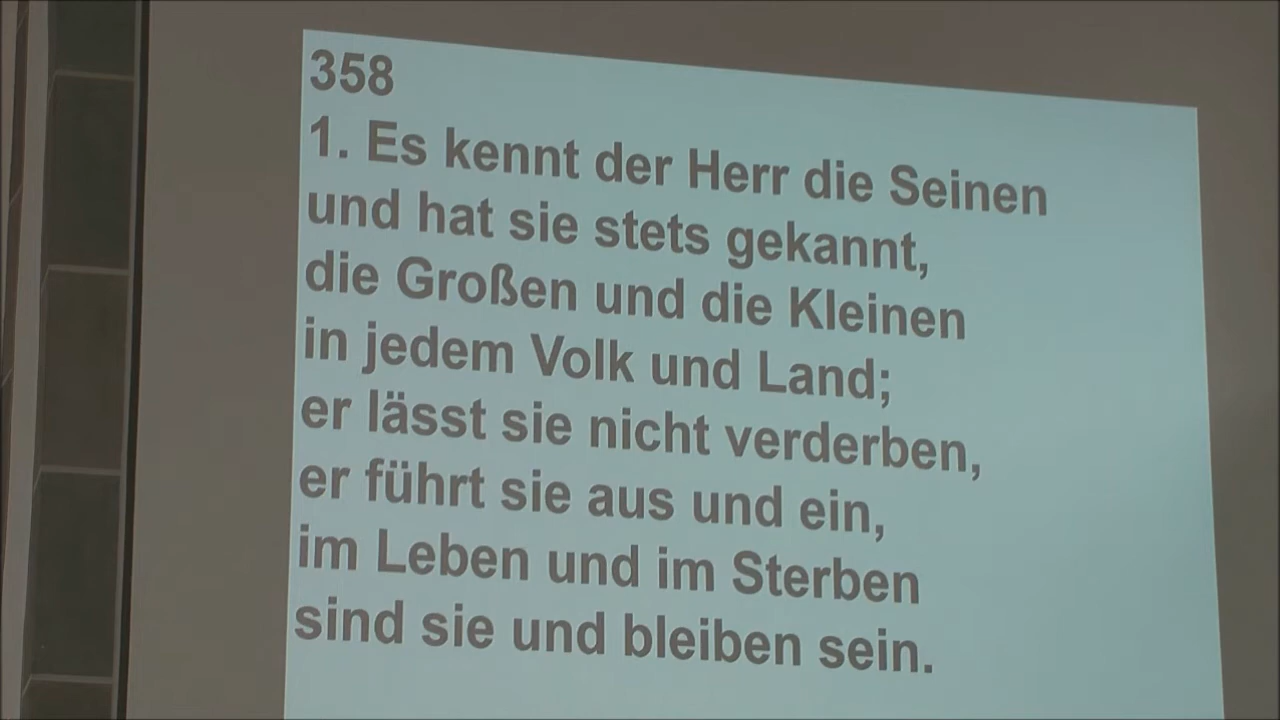 358
1. Es kennt der Herr die Seinen
und hat sie stets gekannt,
die Großen und die Kleinen
in jedem Volk und Land;
er lässt sie nicht verderben,
er führt sie aus und ein,
im Leben und im Sterben
sind sie und bleiben sein.